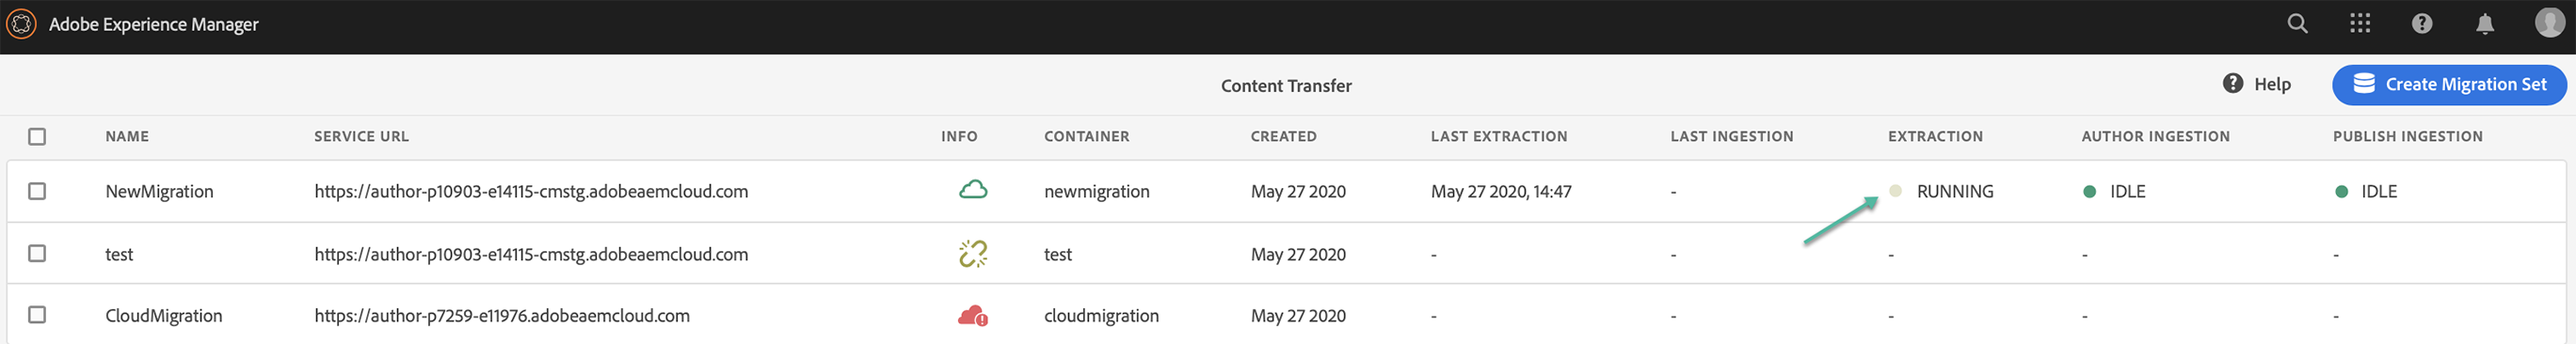 Adobe Experience Manager
Content Transfer
Help
Create Migration Set
NAME SERVICE URL INFO CONTAINER CREATED LAST EXTRACTION LAST INGESTION EXTRACTION AUTHOR INGESTION PUBLISH INGESTION
NewMigration https://author-p10903-e14115-cmstg.adobeaemcloud.com newmigration May 27 2020 May 27 2020, 14:47 - RUNNING IDLE IDLE
test https://author-p10903-e14115-cmstg.adobeaemcloud.com test May 27 2020 - - - - -
CloudMigration https://author-p7259-e11976.adobeaemcloud.com cloudmigration May 27 2020 - - - - -